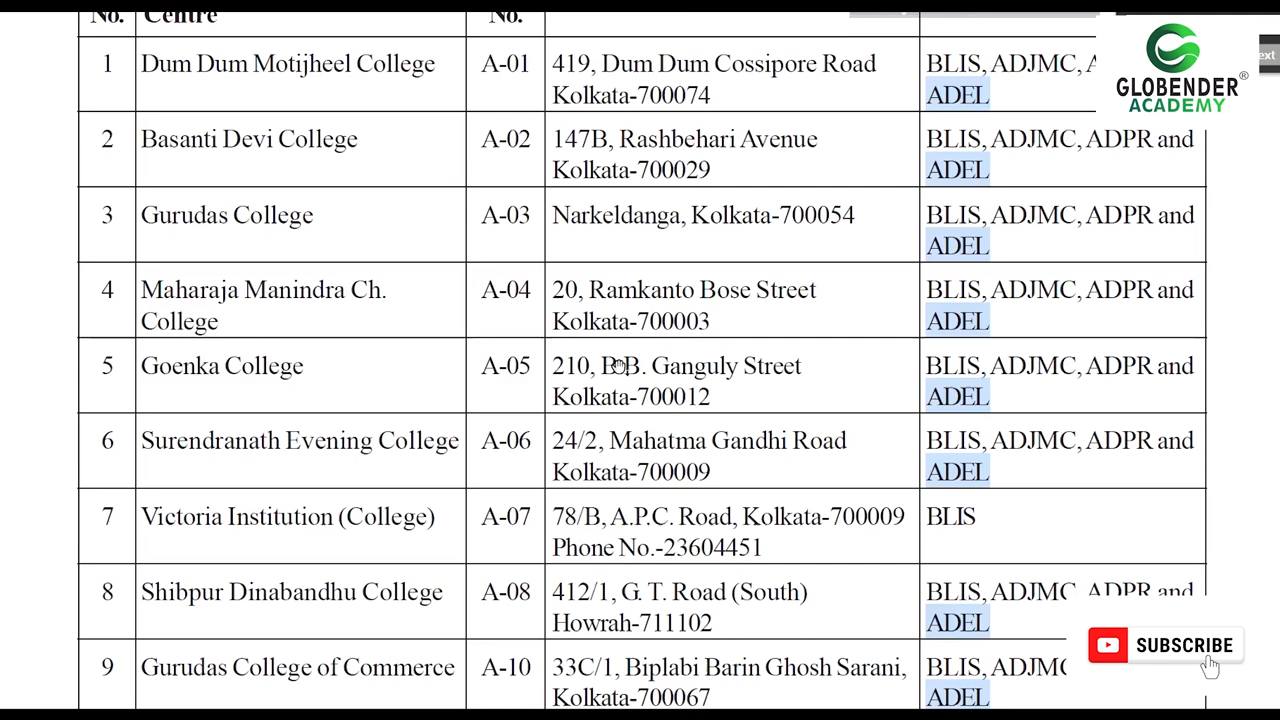 No. Centre No.
1 Dum Dum Motijheel College A-01 419, Dum Dum Cossipore Road BLIS, ADJMC,
Kolkata-700074 ADEL
2 Basanti Devi College A-02 147B, Rashbehari Avenue BLIS, ADJMC, ADPR and
Kolkata-700029 ADEL
3 Gurudas College A-03 Narkeldanga, Kolkata-700054 BLIS, ADJMC, ADPR and
ADEL
4 Maharaja Manindra Ch. A-04 20, Ramkanto Bose Street BLIS, ADJMC, ADPR and
College Kolkata-700003 ADEL
5 Goenka College A-05 210, B.B. Ganguly Street BLIS, ADJMC, ADPR and
Kolkata-700012 ADEL
6 Surendranath Evening College A-06 24/2, Mahatma Gandhi Road BLIS, ADJMC, ADPR and
Kolkata-700009 ADEL
7 Victoria Institution (College) A-07 78/B, A.P.C. Road, Kolkata-700009 BLIS
Phone No.-23604451
8 Shibpur Dinabandhu College A-08 412/1, G. T. Road (South) BLIS, ADJMC, ADPR and
Howrah-711102 ADEL
9 Gurudas College of Commerce A-10 33C/1, Biplabi Barin Ghosh Sarani, BLIS,
Kolkata-700067 ADEL
GLOBENDER ®
ACADEMY
SUBSCRIBE